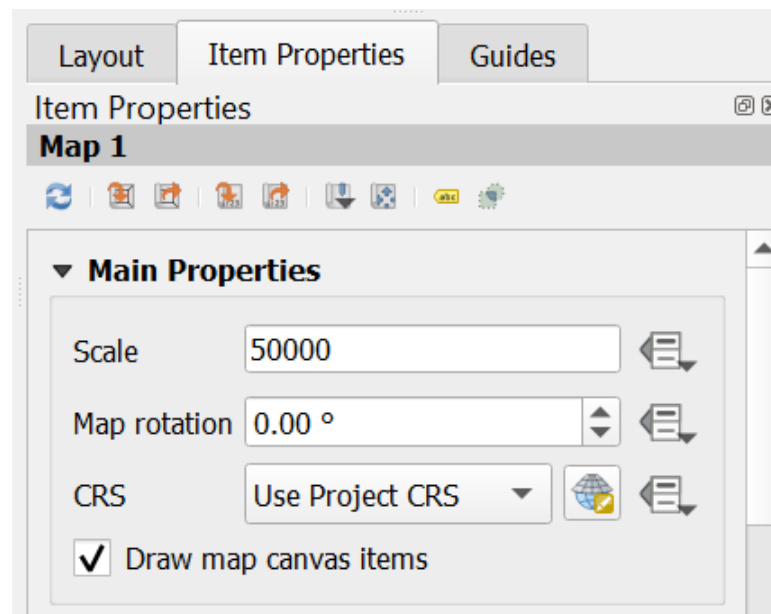 Layout Item Properties Guides
Item Properties
Map 1
Main Properties
Scale 50000
Map rotation 0.00 °
CRS Use Project CRS
Draw map canvas items